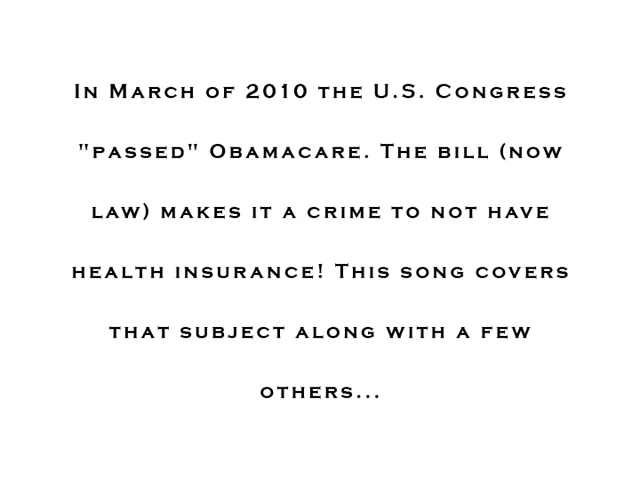 In March of 2010 the U.S. Congress
"passed" Obamacare. The bill (now
law) makes it a crime to not have
health insurance! This song covers
that subject along with a few
others...